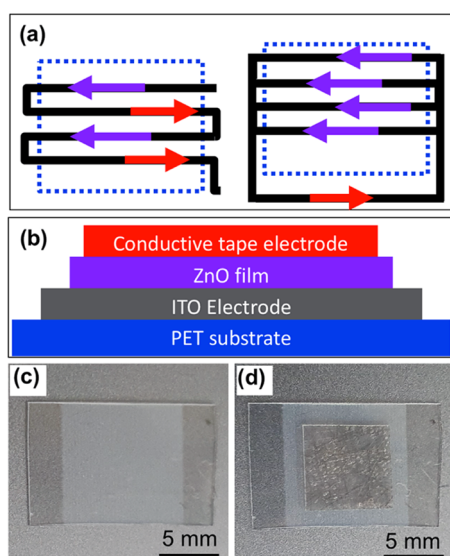 (a)
(b)
Conductive tape electrode
ZnO film
ITO Electrode
PET substrate
(c)
(d)
5 mm
5 mm